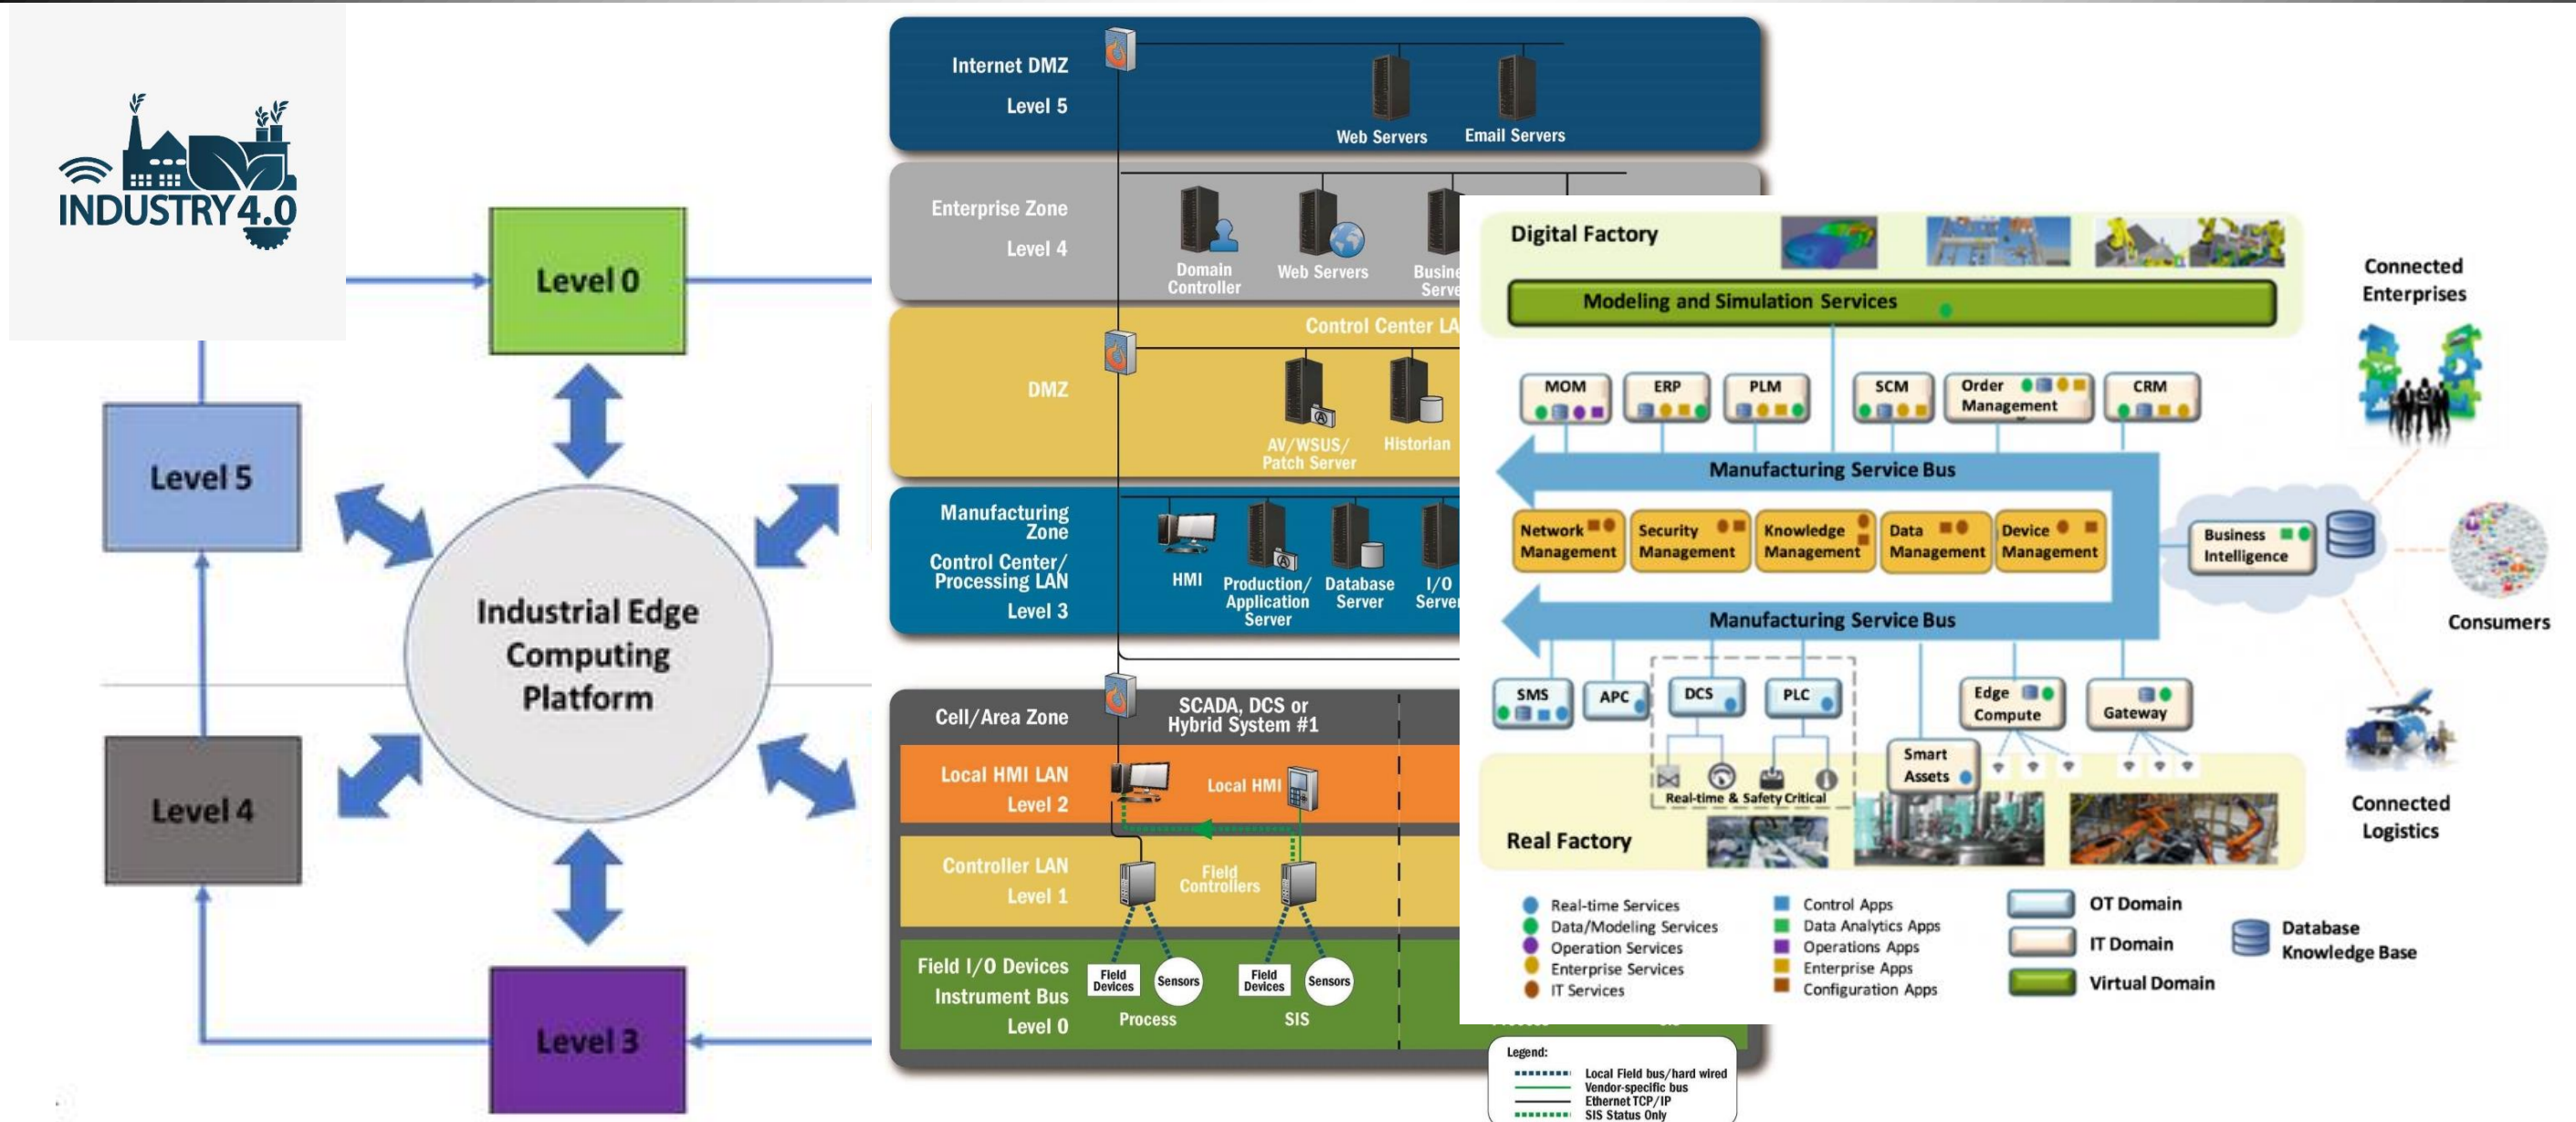 INDUSTRY 4.0
Level 0
Level 5
Industrial Edge
Computing
Platform
Level 4
Level 3
Internet DMZ
Level 5
Web Servers
Email Servers
Enterprise Zone
Level 4
Domain
Controller
Web Servers
Control Center
DMZ
AV/WSUS/
Patch Server
Historian
Manufacturing
Zone
Control Center/
Processing LAN
Level 3
HMI
Production/
Application
Server
Database
Server
I/O
Cell/Area Zone
SCADA, DCS or
Hybrid System #1
Local HMI LAN
Level 2
Local HMI
Controller LAN
Level 1
Field
Controllers
Field I/O Devices
Instrument Bus
Level 0
Field
Devices
Sensors
Process
Field
Devices
Sensors
SIS
Legend:
Local Field bus/hard wired
Vendor-specific bus
Ethernet TCP/IP
SIS Status Only
Digital Factory
Modeling and Simulation Services
MOM
ERP
PLM
SCM
Order
Management
CRM
Manufacturing Service Bus
Network
Management
Security
Management
Knowledge
Management
Data
Management
Device
Management
Manufacturing Service Bus
Business
Intelligence
Connected
Enterprises
Consumers
Connected
Logistics
SMS
APC
DCS
PLC
Edge
Compute
Gateway
Smart
Assets
Real-time & Safety Critical
Real Factory
Real-time Services
Data/Modeling Services
Operation Services
Enterprise Services
IT Services
Control Apps
Data Analytics Apps
Operations Apps
Enterprise Apps
Configuration Apps
OT Domain
IT Domain
Virtual Domain
Database
Knowledge Base